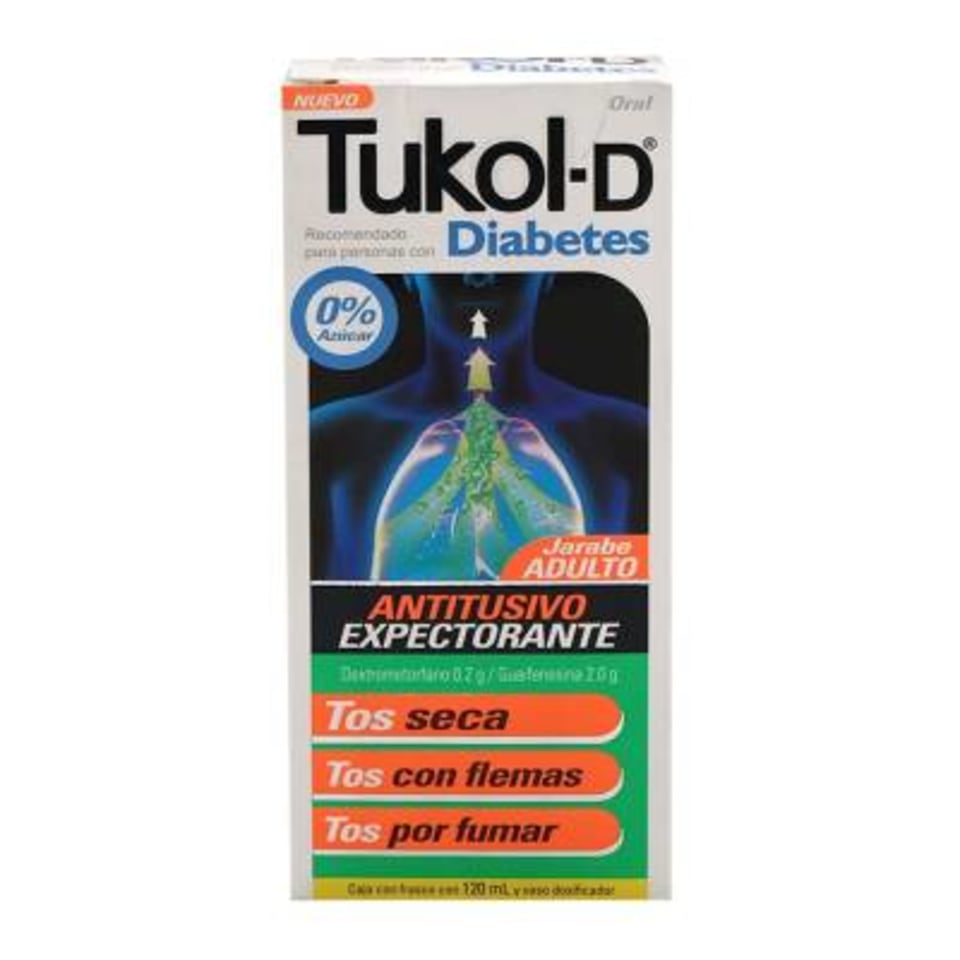 Diabetes
NUEVO
Oral
Tukol-D®
Recomendado
para personas con
Diabetes
0%
Azúcar
Jarabe
ADULTO
ANTITUSIVO
EXPECTORANTE
Dextrometorfano 0.2 g / Guaifenesina 2.0 g
Tos seca
Tos con flemas
Tos por fumar
Caja con frasco con 120 mL y vaso dosificador